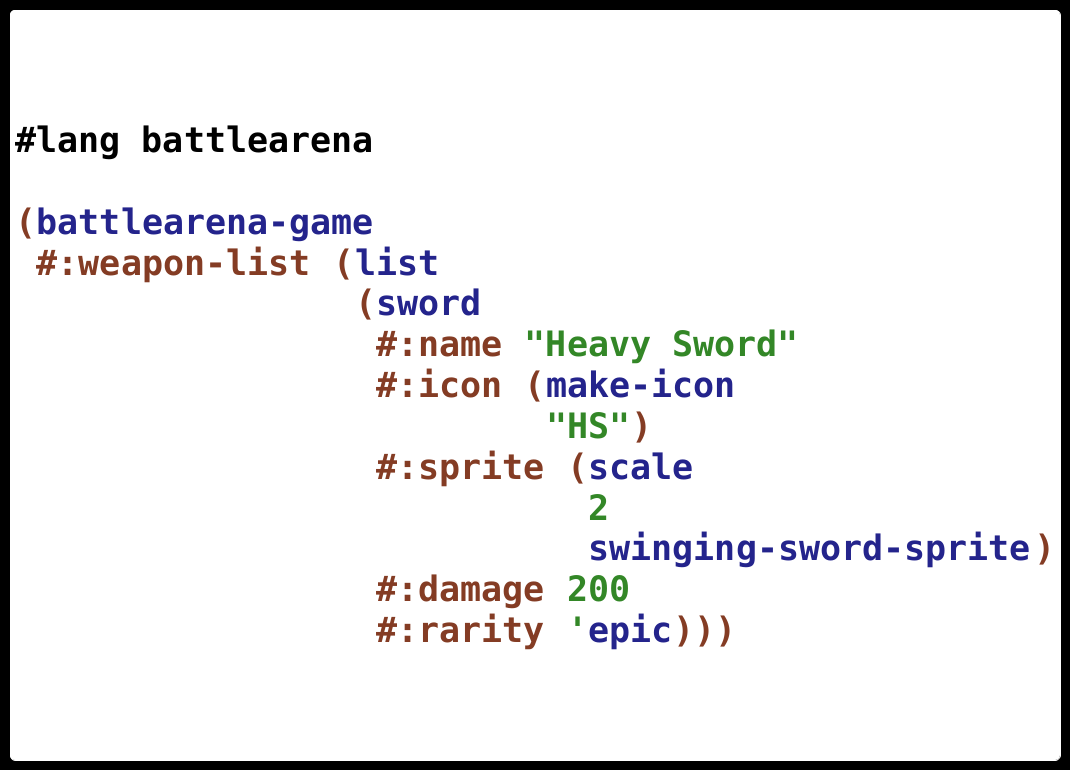 #lang battlearena
(battlearena-game
#:weapon-list (list
(sword
#:name "Heavy Sword"
#:icon (make-icon
"HS")
#:sprite (scale
2
swinging-sword-sprite)
#:damage 200
#:rarity 'epic)))